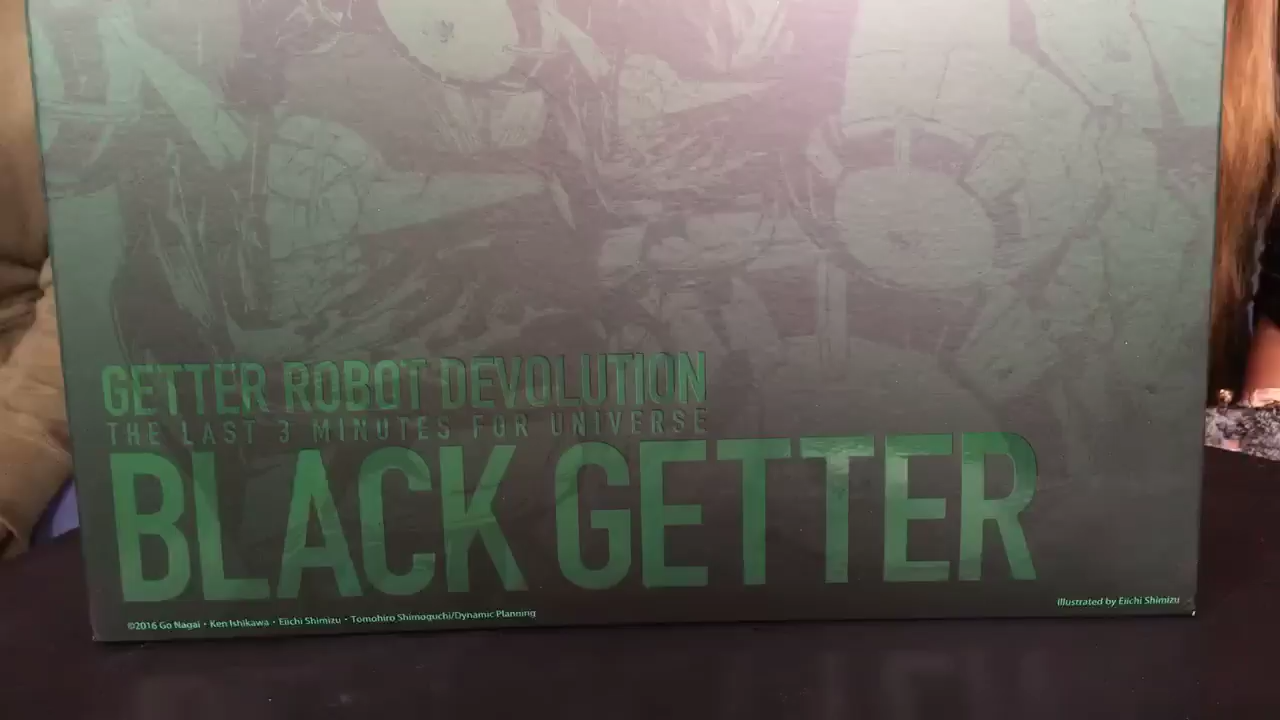 GETTER ROBOT DEVOLUTION
THE LAST 3 MINUTES FOR UNIVERSE
BLACK GETTER
©2016 Go Nagai・Ken Ishikawa・Eiichi Shimizu・Tomohiro Shimoguchi/Dynamic Planning
Illustrated by Eiichi Shimizu